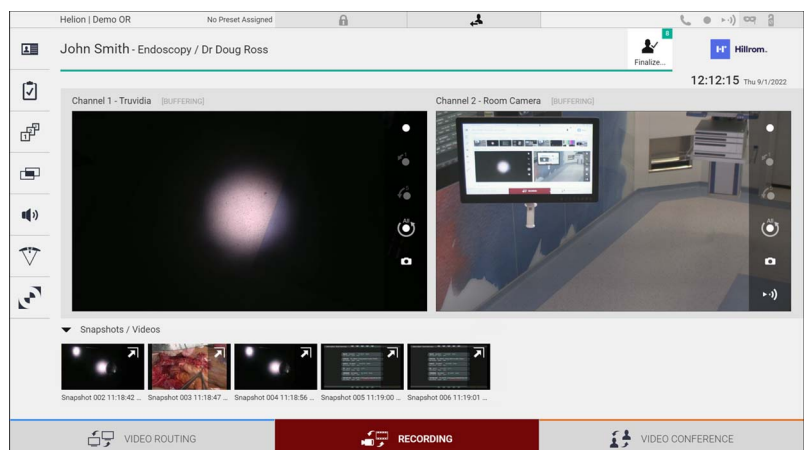 Helion | Demo OR
No Preset Assigned
John Smith - Endoscopy / Dr Doug Ross
8
Finalize...
H
Hillrom.
12:12:15 Thu 9/1/2022
Channel 1 - Truvidia [BUFFERING]
Channel 2 - Room Camera [BUFFERING]
All
All
Snapshots / Videos
Snapshot 002 11:18:42 ...
Snapshot 003 11:18:47 ...
Snapshot 004 11:18:56 ...
Snapshot 005 11:19:00 ...
Snapshot 006 11:19:01 ...
VIDEO ROUTING
RECORDING
VIDEO CONFERENCE